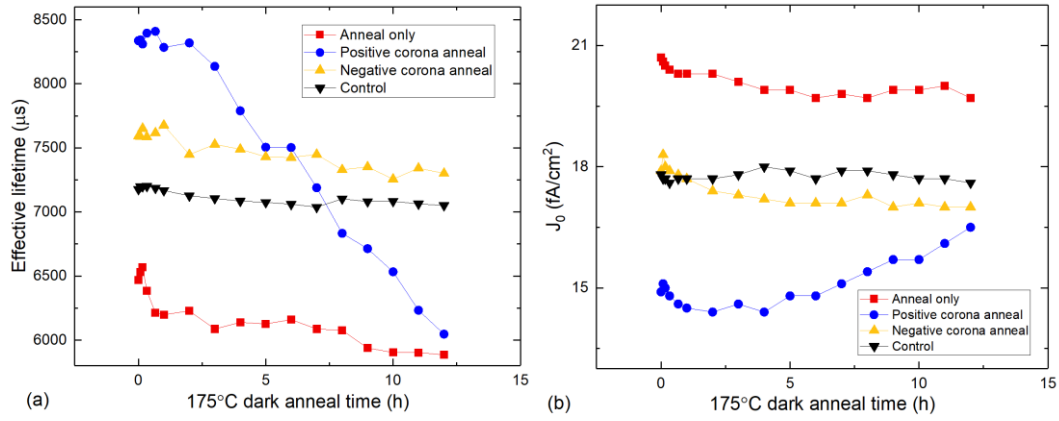 8500
8000
7500
7000
6500
6000
Effective lifetime (μs)
Anneal only
Positive corona anneal
Negative corona anneal
Control
0
5
10
15
(a)
175°C dark anneal time (h)
21
18
15
J₀ (fA/cm²)
Anneal only
Positive corona anneal
Negative corona anneal
Control
0
5
10
15
(b)
175°C dark anneal time (h)